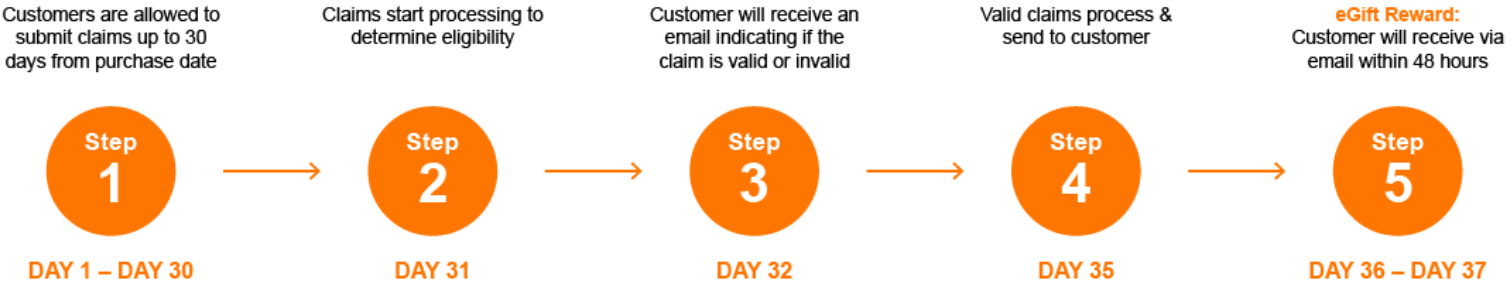 Customers are allowed to
submit claims up to 30
days from purchase date
Claims start processing to
determine eligibility
Customer will receive an
email indicating if the
claim is valid or invalid
Valid claims process &
send to customer
eGift Reward:
Customer will receive via
email within 48 hours
Step
1
Step
2
Step
3
Step
4
Step
5
DAY 1 – DAY 30
DAY 31
DAY 32
DAY 35
DAY 36 – DAY 37